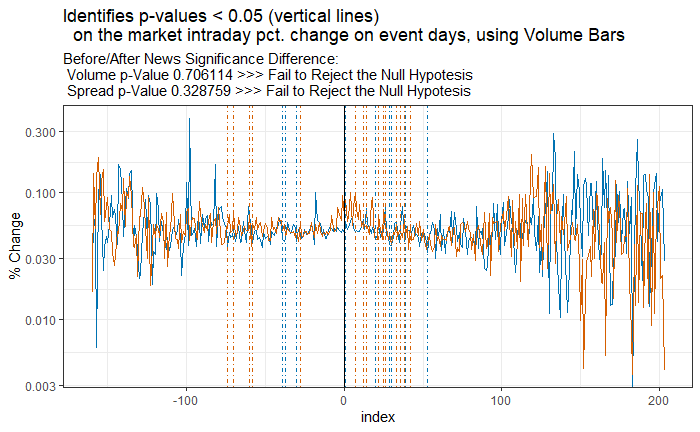 Identifies p-values < 0.05 (vertical lines)
on the market intraday pct. change on event days, using Volume Bars
Before/After News Significance Difference:
Volume p-Value 0.706114 >>> Fail to Reject the Null Hypotesis
Spread p-Value 0.328759 >>> Fail to Reject the Null Hypotesis
% Change
0.300
0.100
0.030
0.010
0.003
-100
0
100
200
index